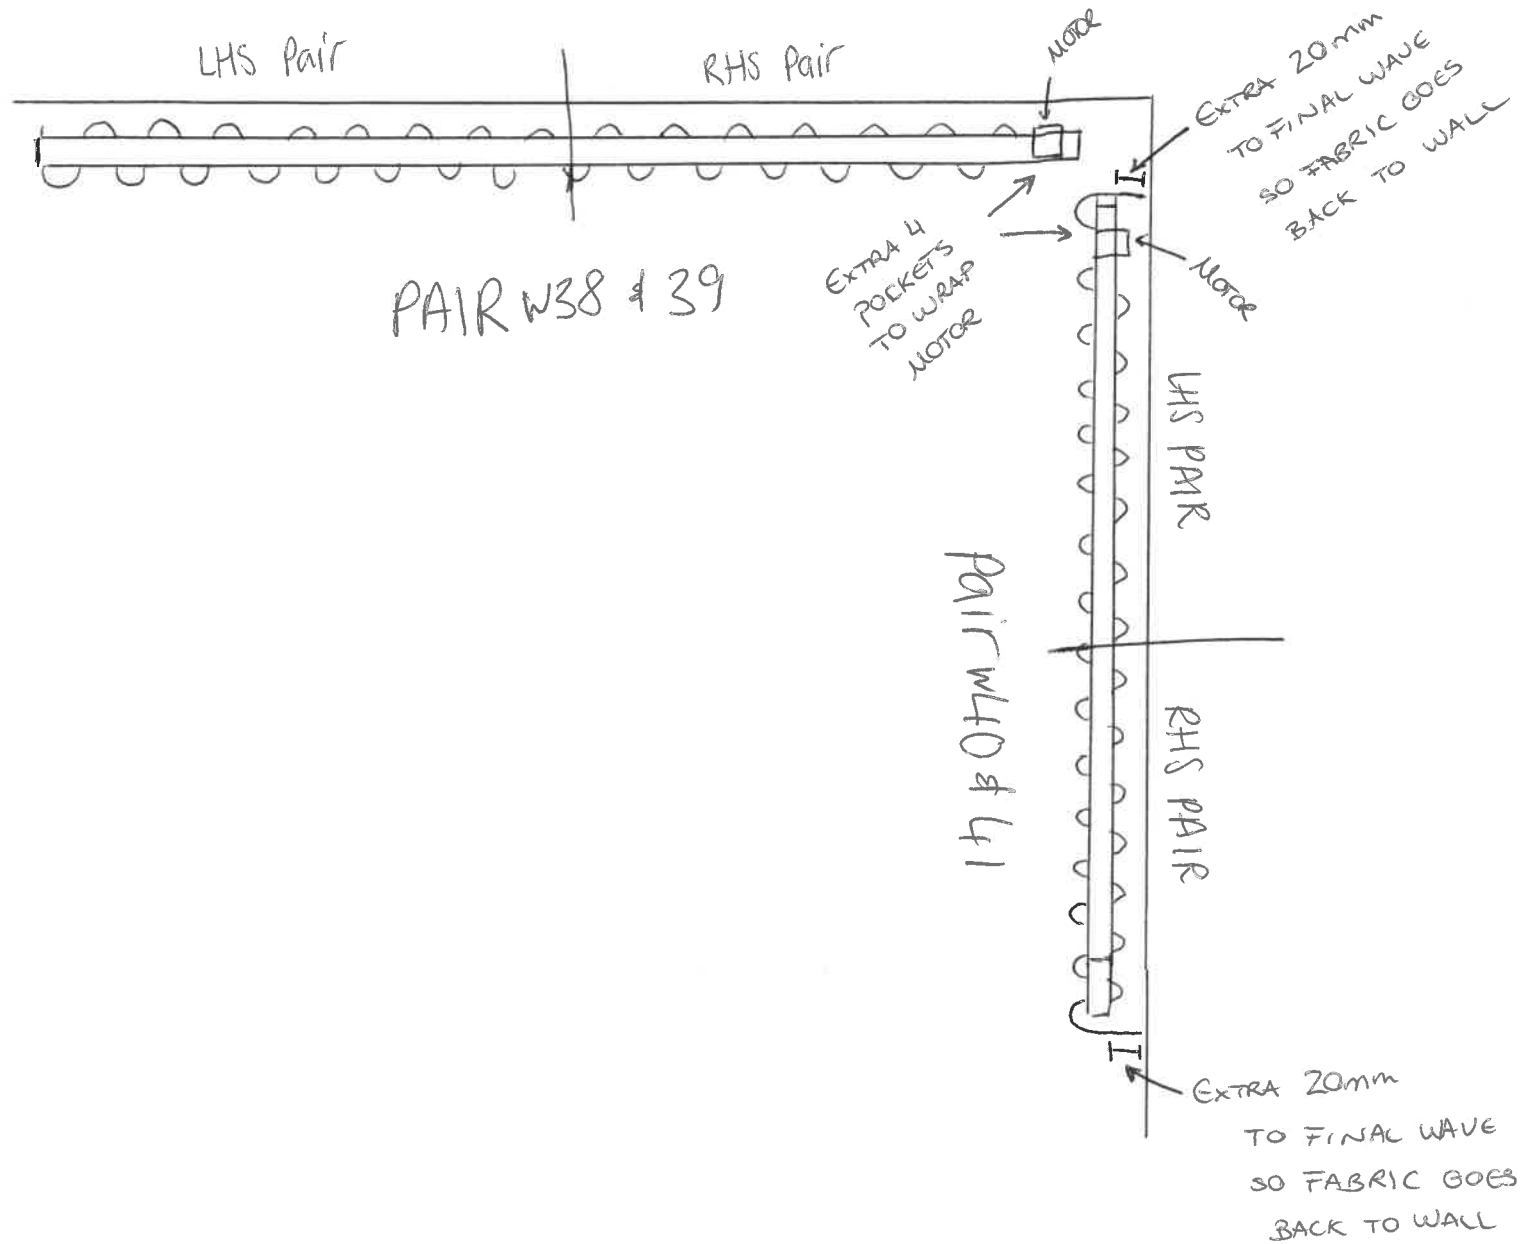 LHS Pair
RHS Pair
MOTOR
EXTRA 20mm
TO FINAL WAVE
SO FABRIC GOES
BACK TO WALL
EXTRA 4
POCKETS
TO WRAP
MOTOR
MOTOR
PAIR W38 & 39
LHS PAIR
Pair W40 & 41
RHS PAIR
EXTRA 20mm
TO FINAL WAVE
SO FABRIC GOES
BACK TO WALL